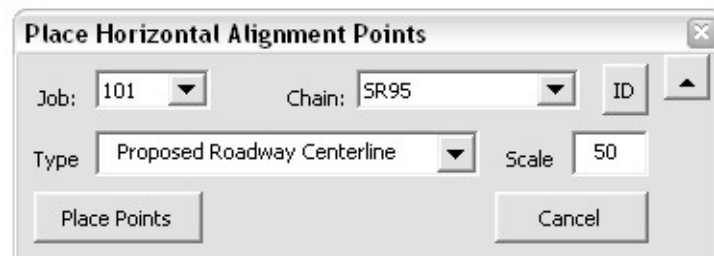 Place Horizontal Alignment Points
Job: 101 Chain: SR95 ID
Type Proposed Roadway Centerline Scale 50
Place Points Cancel